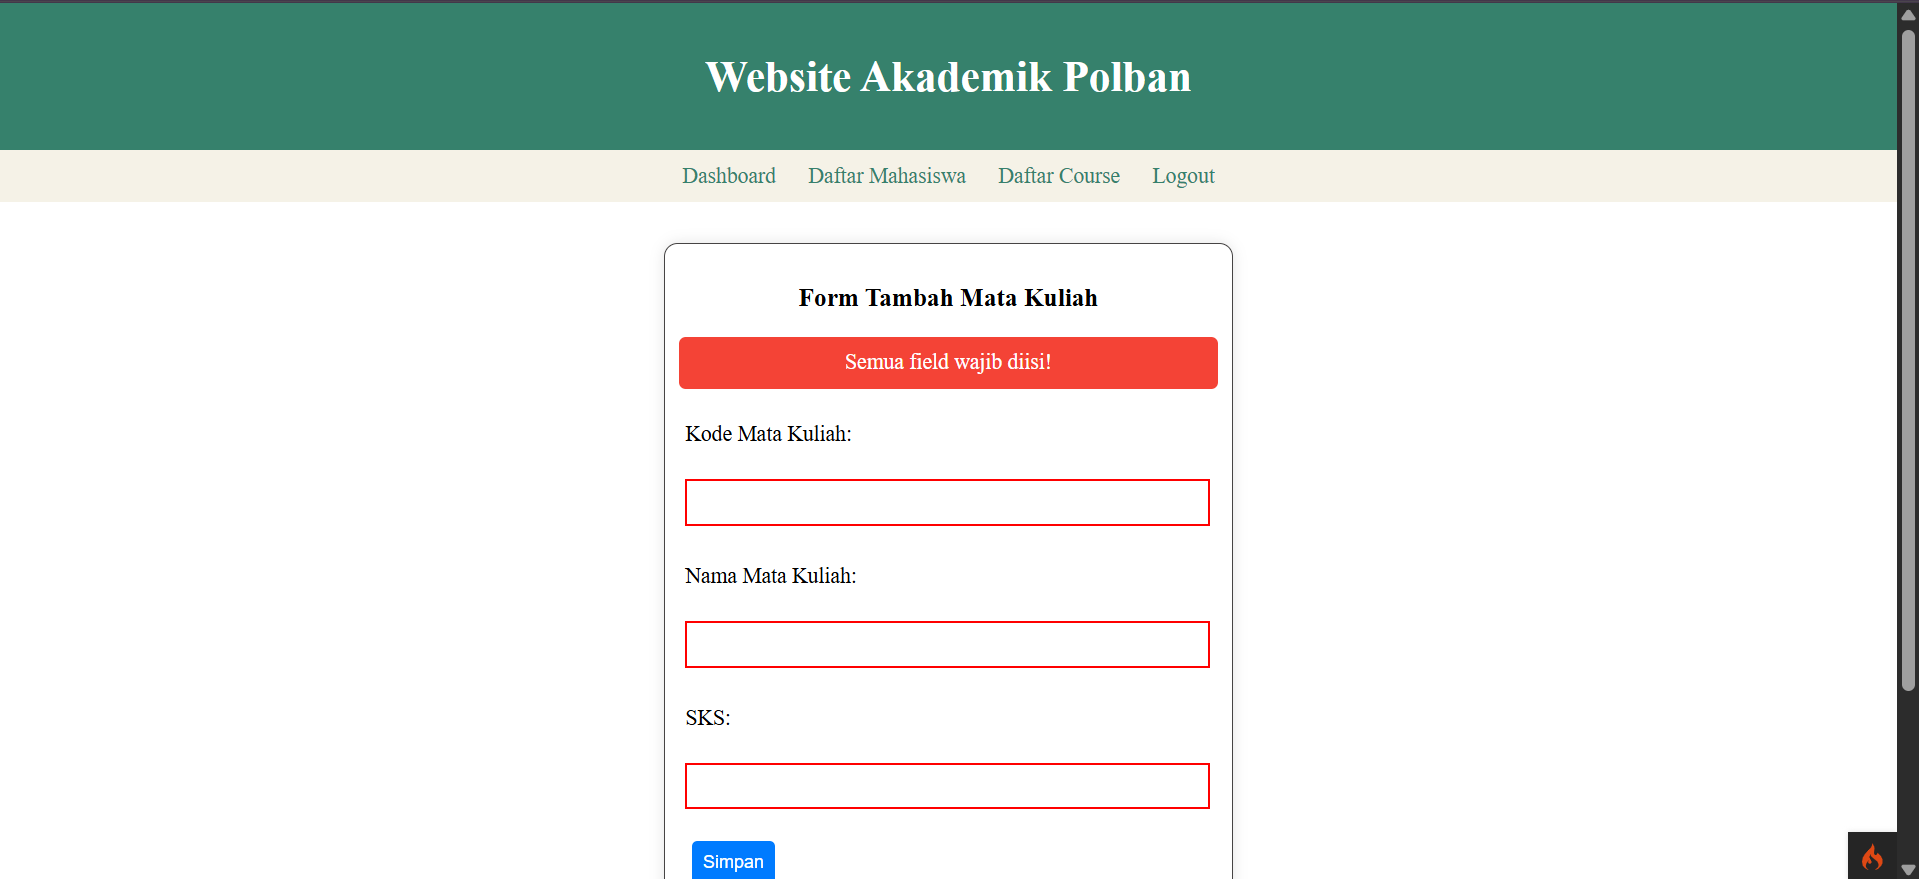 Website Akademik Polban
Dashboard Daftar Mahasiswa Daftar Course Logout
Form Tambah Mata Kuliah
Semua field wajib diisi!
Kode Mata Kuliah:
Nama Mata Kuliah:
SKS:
Simpan